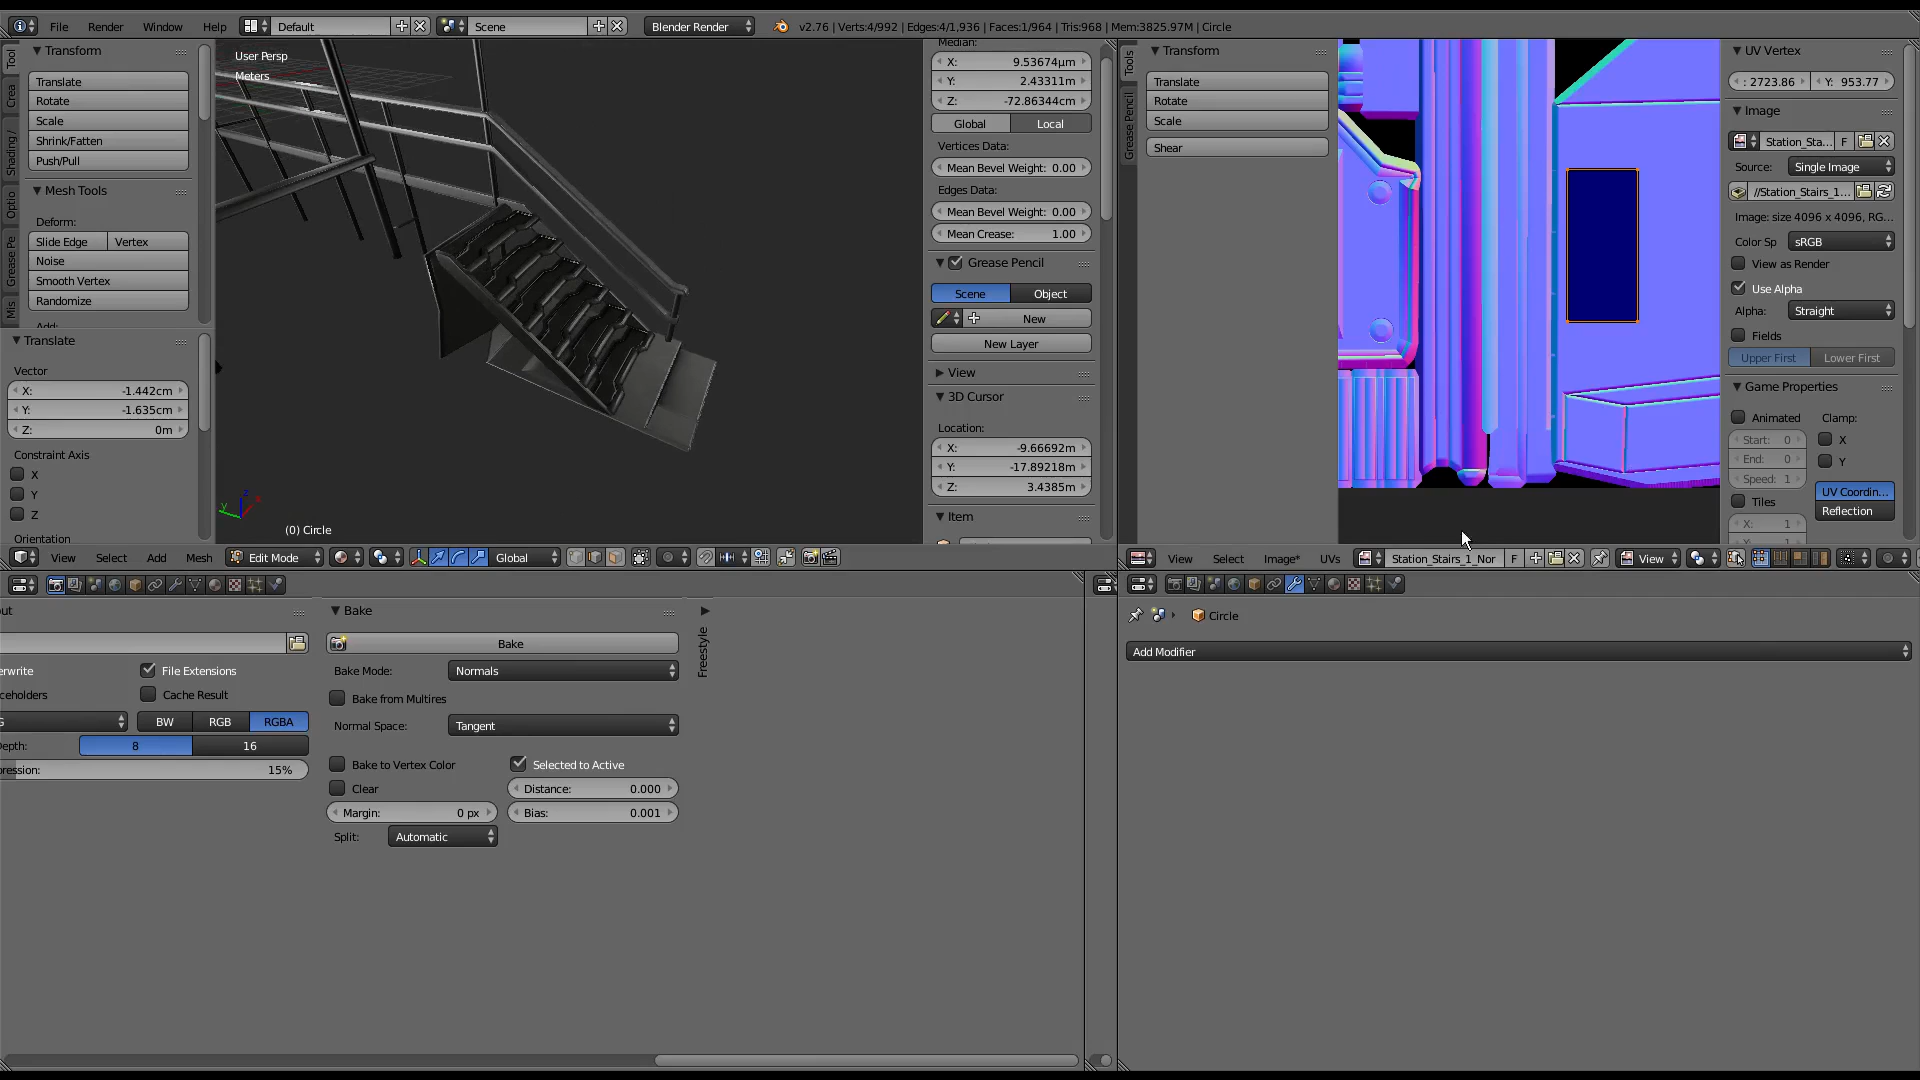 File Render Window Help Default Scene Blender Render v2.76 | Verts:4/992 | Edges:4/1,936 | Faces:1/964 | Tris:968 | Mem:3825.97M | Circle
Tool
Crea
Shading /
Optio
Grease Pe
Mis
Transform
Translate
Rotate
Scale
Shrink/Fatten
Push/Pull
Mesh Tools
Deform:
Slide Edge Vertex
Noise
Smooth Vertex
Randomize
Add:
Translate
Vector
X: -1.442cm
Y: -1.635cm
Z: 0m
Constraint Axis
X
Y
Z
Orientation
User Persp
Meters
z
x
y
(0) Circle
Median:
X: 9.53674µm
Y: 2.43311m
Z: -72.86344cm
Global Local
Vertices Data:
Mean Bevel Weight: 0.00
Edges Data:
Mean Bevel Weight: 0.00
Mean Crease: 1.00
Grease Pencil
Scene Object
New
New Layer
View
3D Cursor
Location:
X: -9.66692m
Y: -17.89218m
Z: 3.4385m
Item
View Select Add Mesh Edit Mode Global
Tools
Grease Pencil
Transform
Translate
Rotate
Scale
Shear
UV Vertex
: 2723.86 Y: 953.77
Image
Station_Sta... F
Source: Single Image
//Station_Stairs_1...
Image: size 4096 x 4096, RG...
Color Sp sRGB
View as Render
Use Alpha
Alpha: Straight
Fields
Upper First Lower First
Game Properties
Animated Clamp:
Start: 0 X
End: 0 Y
Speed: 1
Tiles UV Coordin...
Reflection
X: 1
View Select Image* UVs Station_Stairs_1_Nor F View
File Extensions
Cache Result
BW RGB RGBA
8 16
15%
Bake
Bake
Bake Mode: Normals
Bake from Multires
Normal Space: Tangent
Bake to Vertex Color Selected to Active
Clear Distance: 0.000
Margin: 0 px Bias: 0.001
Split: Automatic
Freestyle
Circle
Add Modifier